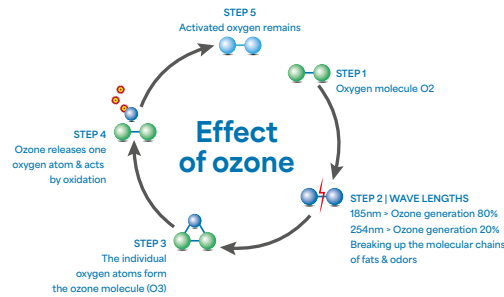 Effect
of ozone
STEP 1
Oxygen molecule O2
STEP 2 | WAVE LENGTHS
185nm > Ozone generation 80%
254nm > Ozone generation 20%
Breaking up the molecular chains
of fats & odors
STEP 3
The individual
oxygen atoms form
the ozone molecule (O3)
STEP 4
Ozone releases one
oxygen atom & acts
by oxidation
STEP 5
Activated oxygen remains